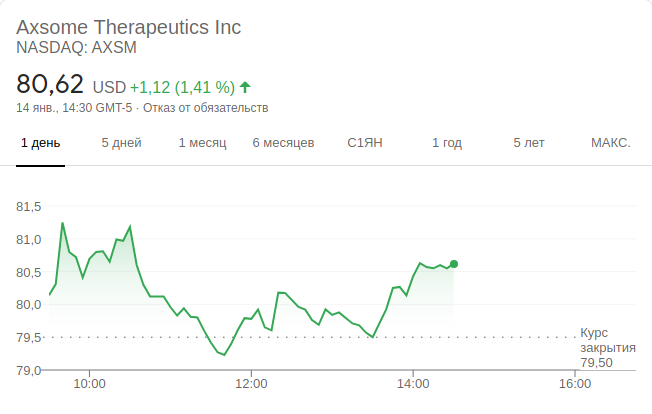 Axsome Therapeutics Inc
NASDAQ: AXSM
80,62 USD +1,12 (1,41 %)
14 янв., 14:30 GMT-5 · Отказ от обязательств
1 день 5 дней 1 месяц 6 месяцев С1ЯН 1 год 5 лет МАКС.
81,5
81,0
80,5
80,0
79,5
79,0
Курс
закрытия
79,50
10:00 12:00 14:00 16:00